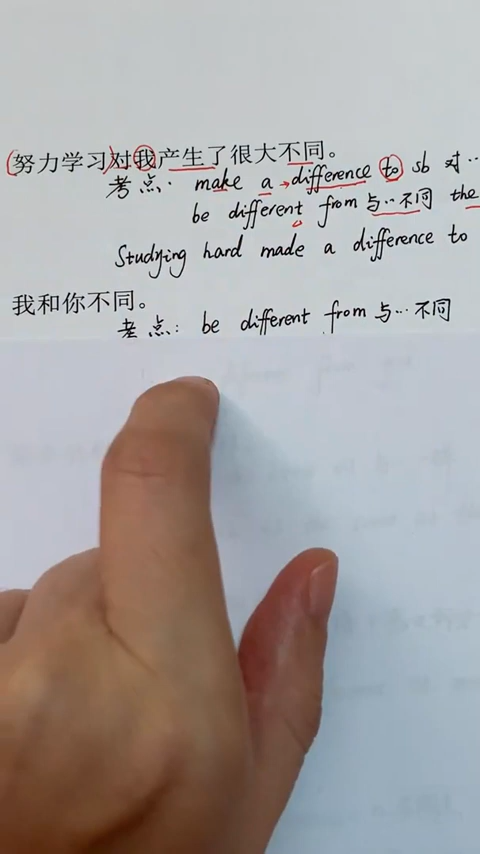 努力学习对我产生了很大不同。
考点: make a difference to sb 对…
be different from 与…不同 the
Studying hard made a difference to
我和你不同。
考点: be different from 与…不同